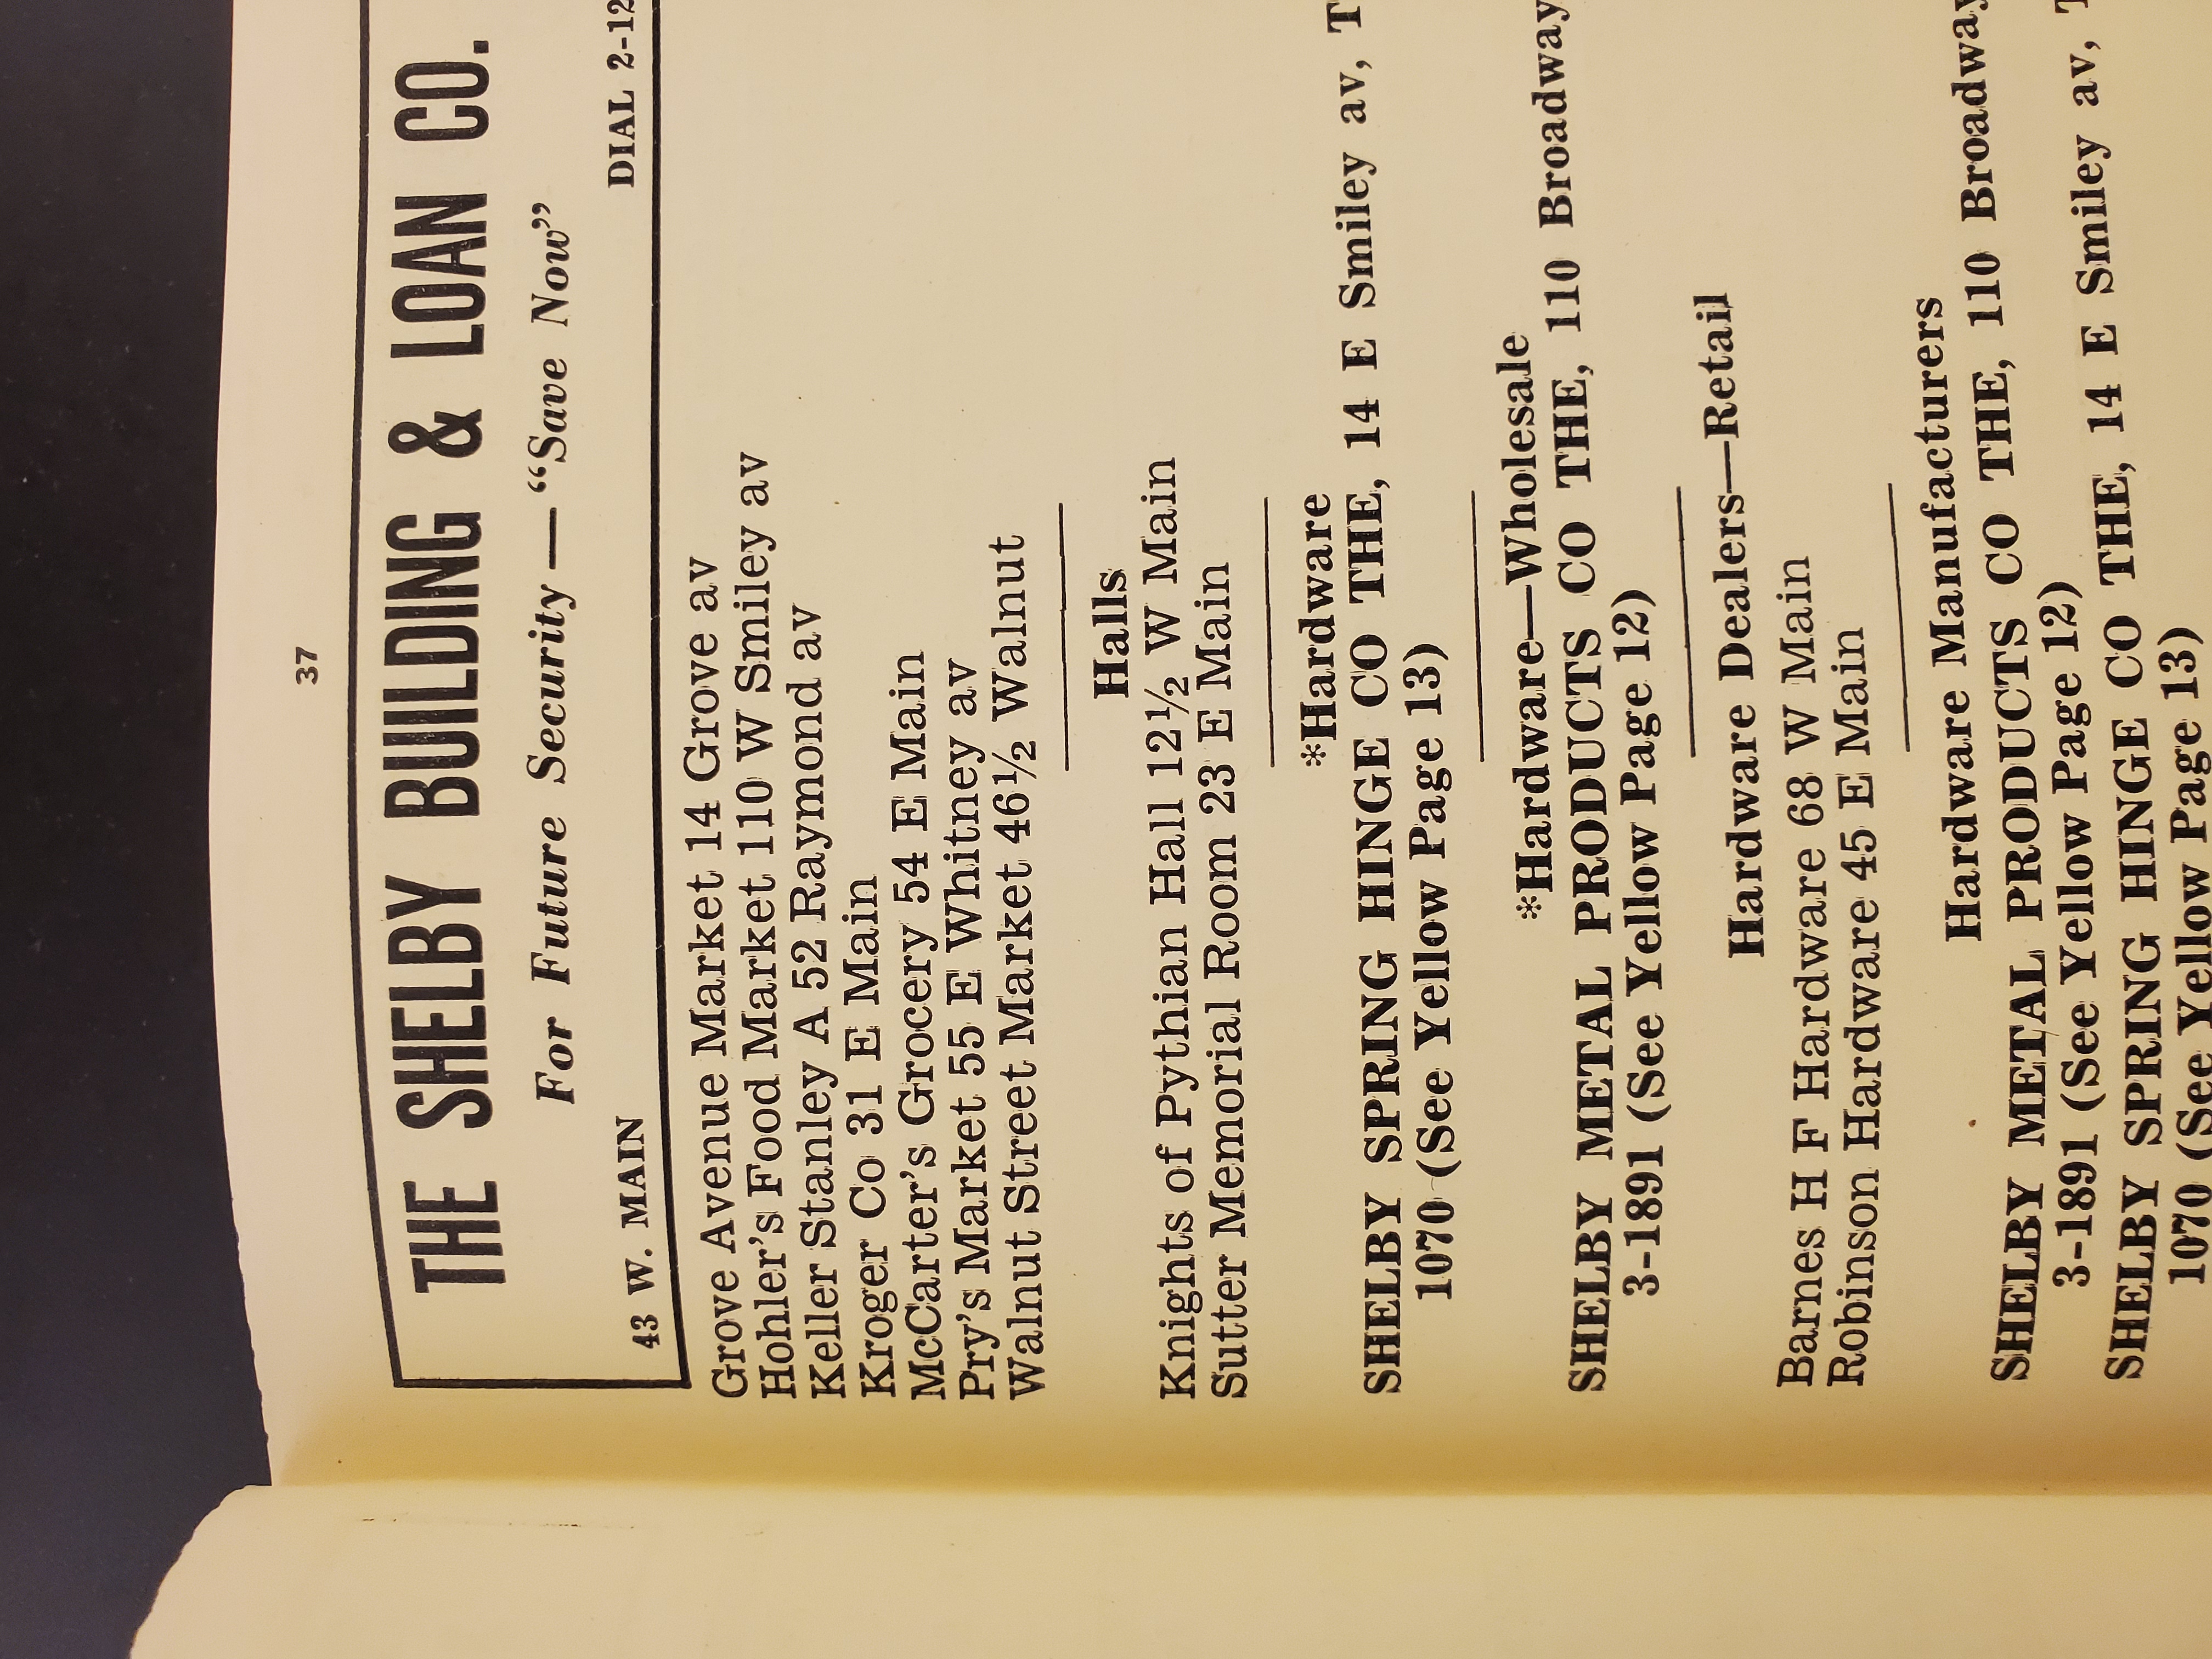 37
THE SHELBY BUILDING & LOAN CO.
For Future Security—“Save Now”
43 W. MAIN DIAL 2-12
Grove Avenue Market 14 Grove av
Hohler's Food Market 110 W Smiley av
Keller Stanley A 52 Raymond av
Kroger Co 31 E Main
McCarter's Grocery 54 E Main
Pry's Market 55 E Whitney av
Walnut Street Market 46½ Walnut
Halls
Knights of Pythian Hall 12½ W Main
Sutter Memorial Room 23 E Main
*Hardware
SHELBY SPRING HINGE CO THE, 14 E Smiley av, T
1070 (See Yellow Page 13)
*Hardware—Wholesale
SHELBY METAL PRODUCTS CO THE, 110 Broadway
3-1891 (See Yellow Page 12)
Hardware Dealers—Retail
Barnes H F Hardware 68 W Main
Robinson Hardware 45 E Main
Hardware Manufacturers
SHELBY METAL PRODUCTS CO THE, 110 Broadway
3-1891 (See Yellow Page 12)
SHELBY SPRING HINGE CO THE, 14 E Smiley av, T
1070 (See Yellow Page 13)